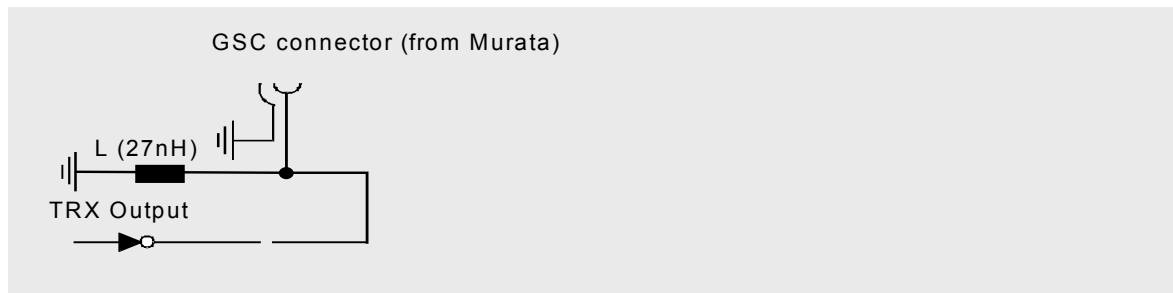 GSC connector (from Murata)
L (27nH)
TRX Output